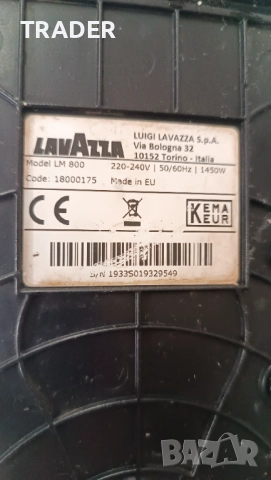 TOP
TRADER
LAVAZZA
LUIGI LAVAZZA S.p.A.
Via Bologna 32
10152 Torino - Italia
Model LM 800
220-240V | 50/60Hz | 1450W
Code: 18000175
Made in EU
CE
KEMA
KEUR
S/N 1933S019329549
BAZAR